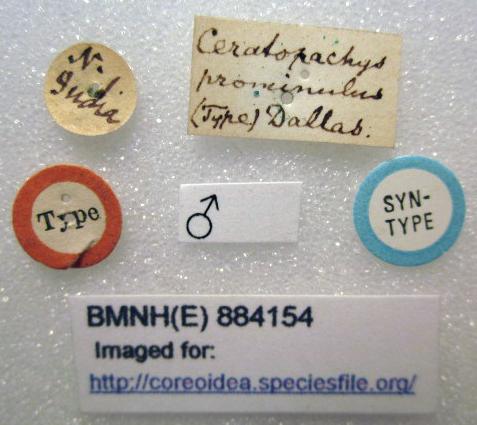 N.
India
Ceratopachys
prominulus
(Type) Dallas.
Type
♂
SYN-
TYPE
BMNH(E) 884154
Imaged for:
http://coreoidea.speciesfile.org/